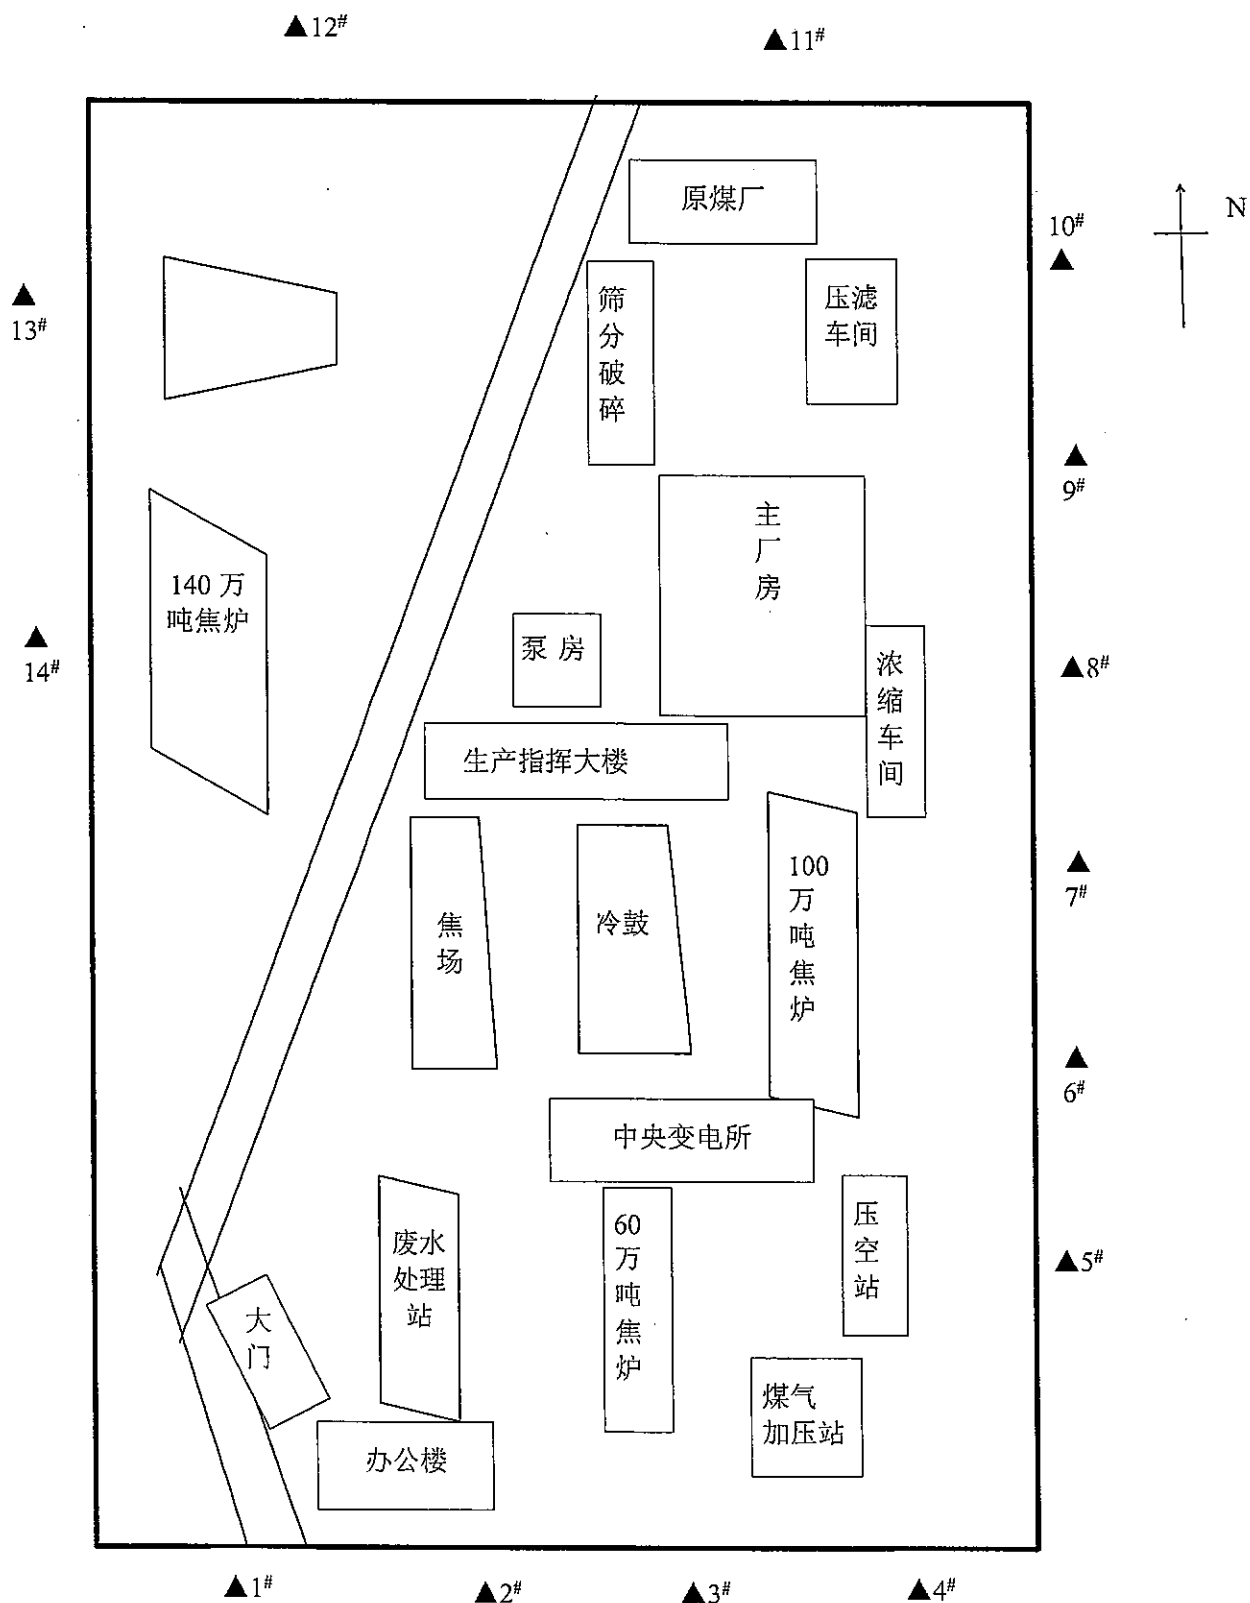 ▲12#
▲11#
原煤厂
N
10#
▲
筛
分
破
碎
压滤
车间
▲
13#
▲
9#
主
厂
房
140 万
吨焦炉
▲
14#
泵 房
浓
缩
车
间
▲8#
生产指挥大楼
100
万
吨
焦
炉
▲
7#
焦
场
冷鼓
▲
6#
中央变电所
废水
处理
站
60
万
吨
焦
炉
压
空
站
▲5#
大
门
煤气
加压站
办公楼
▲1#
▲2#
▲3#
▲4#